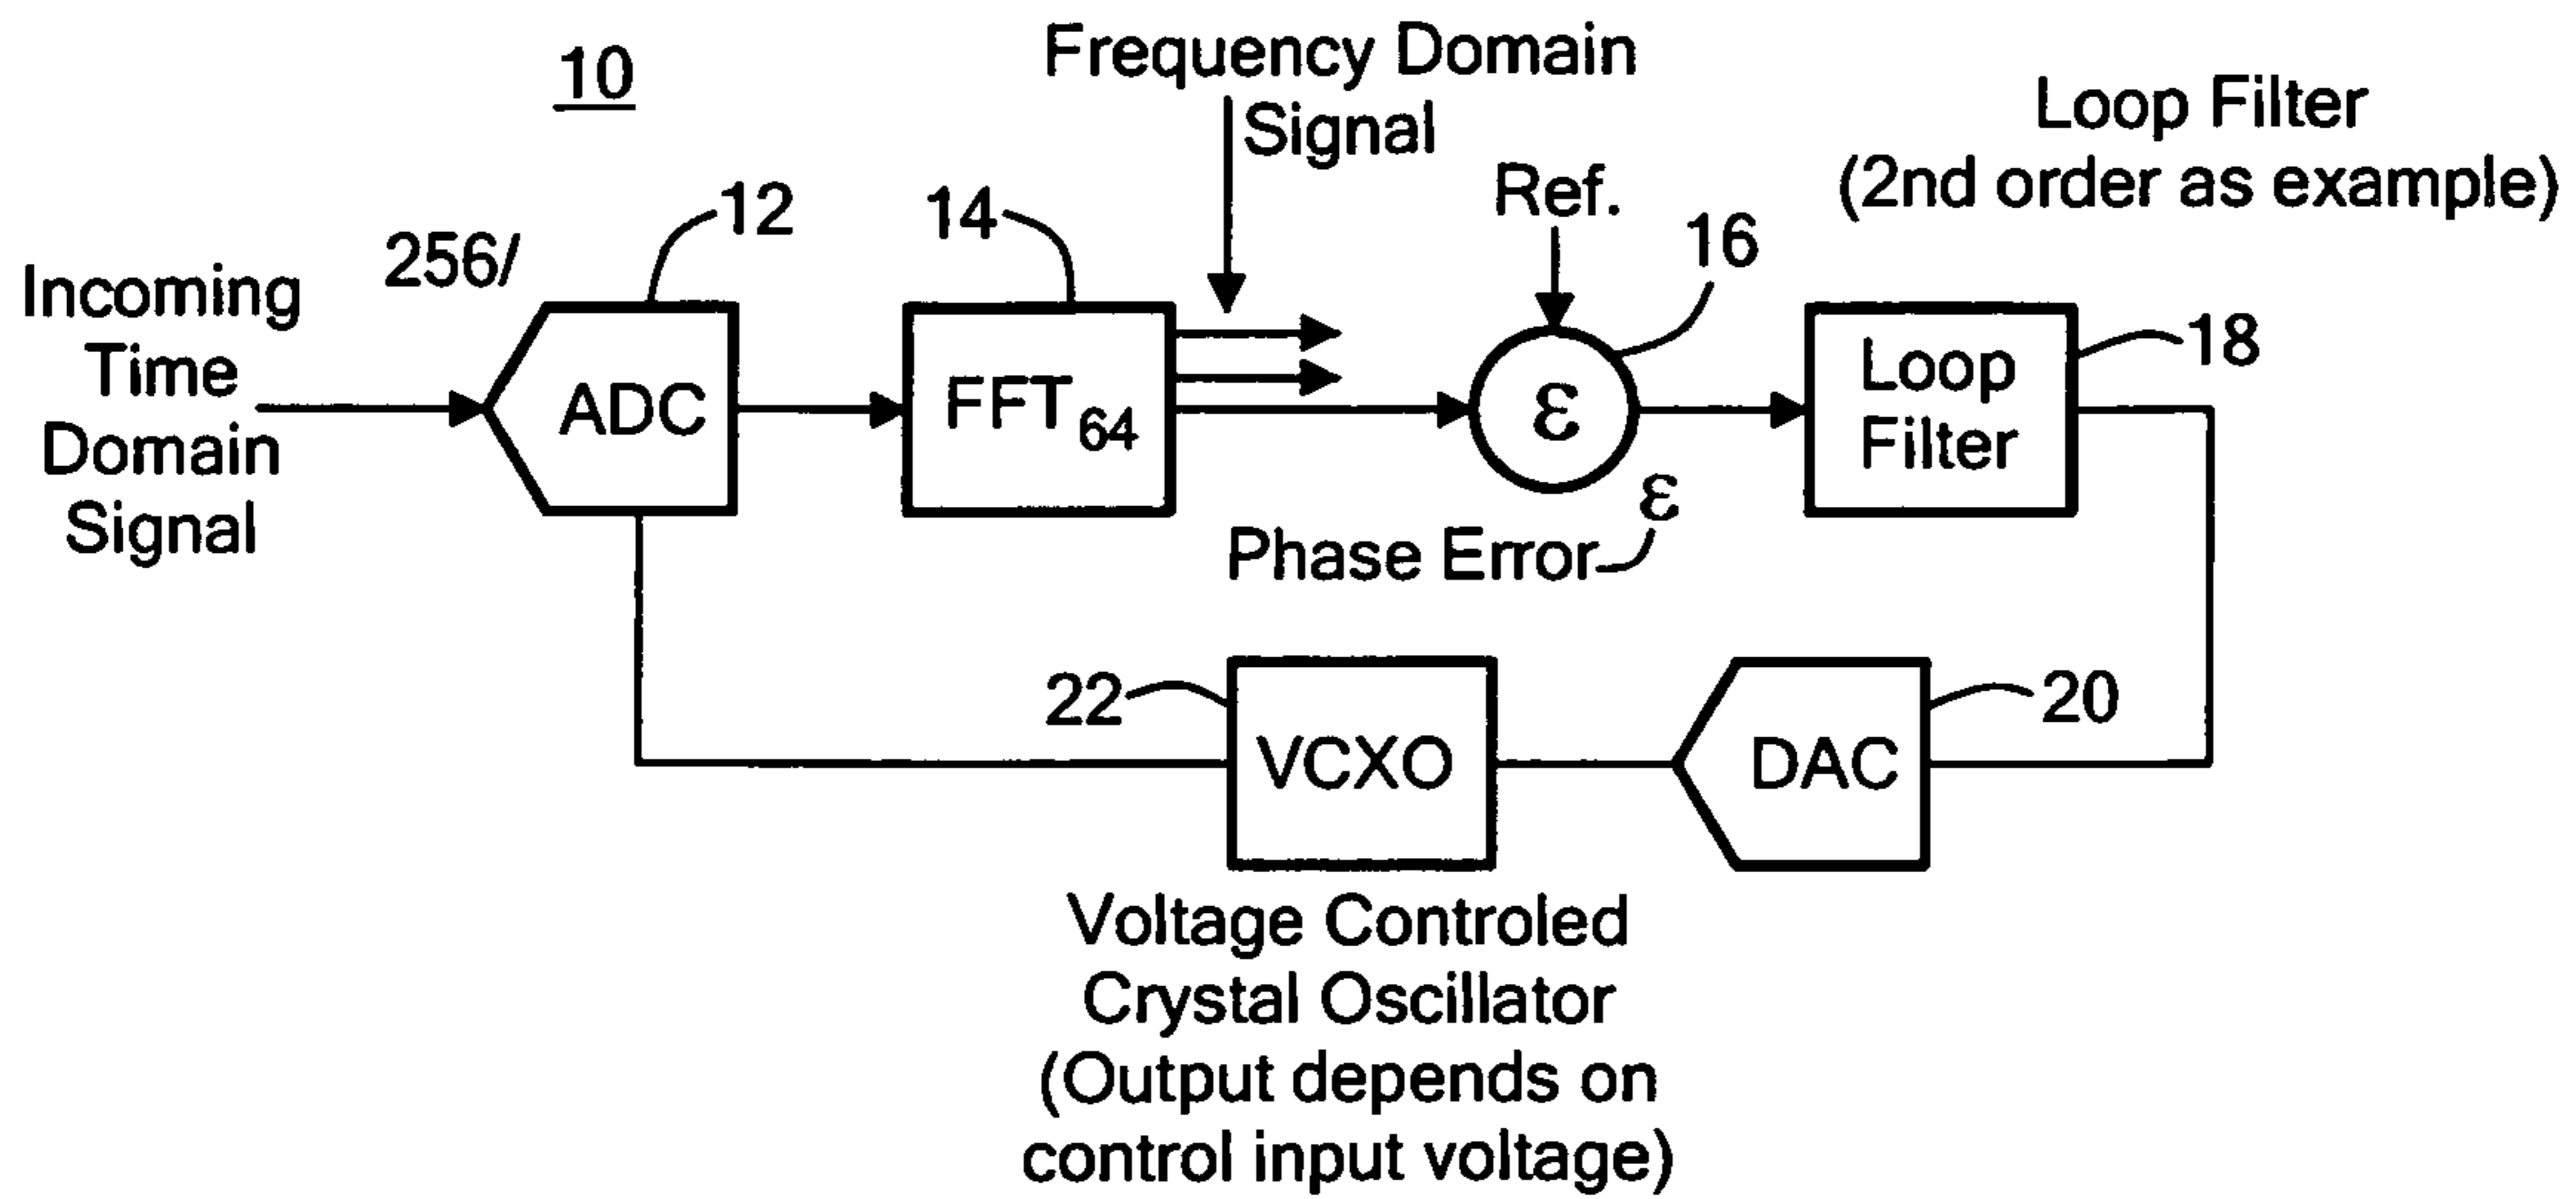 10
Frequency Domain
Signal
Loop Filter
(2nd order as example)
Ref.
12
14
16
256/
Incoming
Time
Domain
Signal
ADC
FFT64
ε
Loop
Filter
18
ε
Phase Error
22
VCXO
DAC
20
Voltage Controled
Crystal Oscillator
(Output depends on
control input voltage)